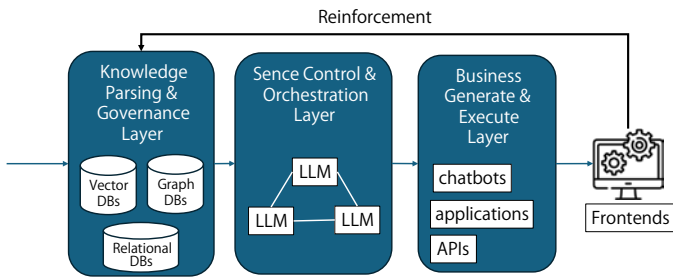 Reinforcement
Knowledge
Parsing &
Governance
Layer
Vector
DBs
Graph
DBs
Relational
DBs
Sence Control &
Orchestration
Layer
LLM
LLM
LLM
Business
Generate &
Execute
Layer
chatbots
applications
APIs
Frontends